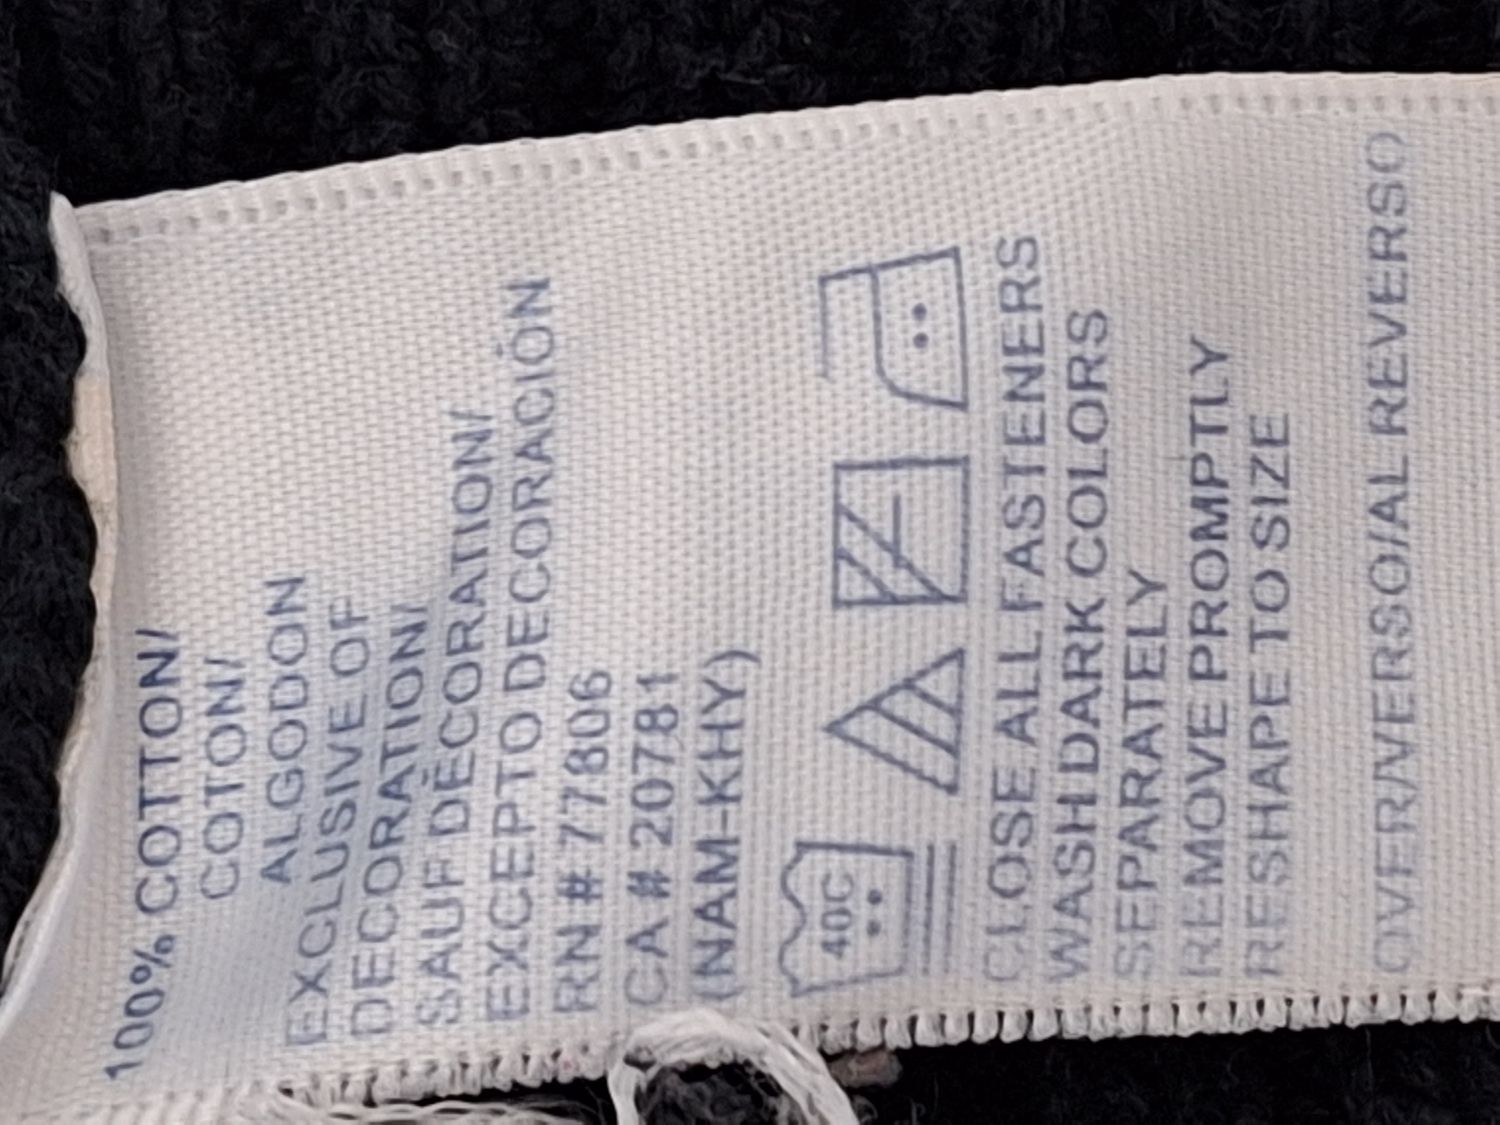 100% COTTON/
COTON/
ALGODON
EXCLUSIVE OF
DECORATION/
SAUF DÉCORATION/
EXCEPTO DECORACIÓN
RN # 77806
CA # 20781
(NAM-KHY)
40C
CLOSE ALL FASTENERS
WASH DARK COLORS
SEPARATELY
REMOVE PROMPTLY
RESHAPE TO SIZE
OVER/VERSO/AL REVERSO